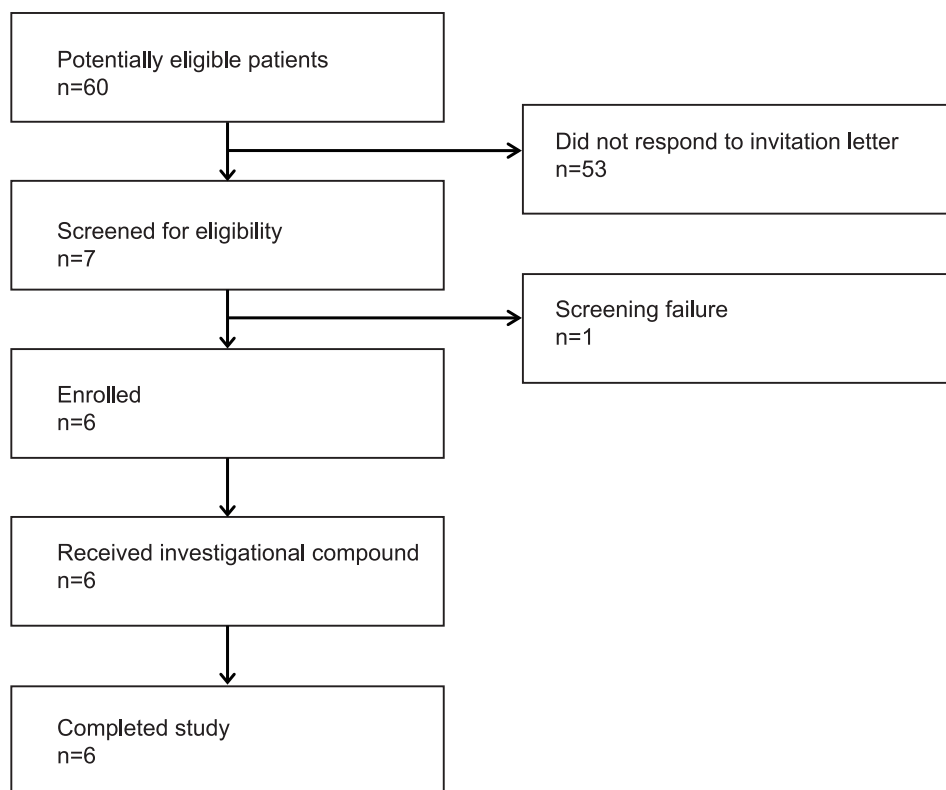 Potentially eligible patients
n=60
Did not respond to invitation letter
n=53
Screened for eligibility
n=7
Screening failure
n=1
Enrolled
n=6
Received investigational compound
n=6
Completed study
n=6